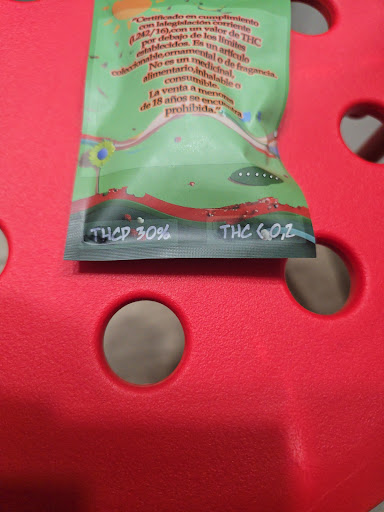 "Certificado en cumplimiento
con lalegislación corriente
(L242/16),con un valor de THC
por debajo de los límites
establecidos. Es un artículo
coleccionable,ornamental o de fragancia.
No es un medicinal,
alimentario,inhalable o
consumible.
La venta a menores
de 18 años se encuentra
prohibida."
THCP 30%
THC < 0,2